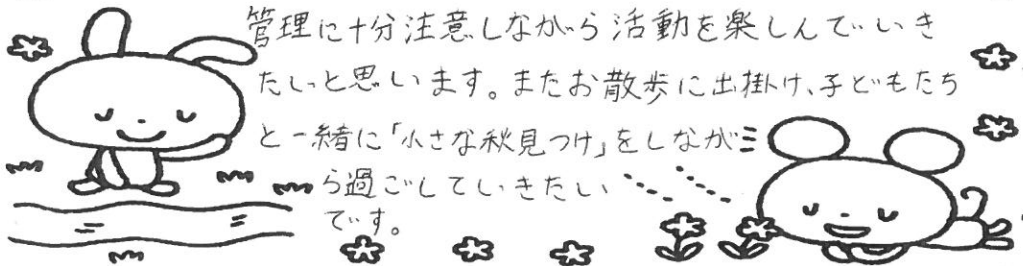 管理に十分注意しながら活動を楽しんでいき
たいと思います。またお散歩に出掛け、子どもたち
と一緒に「小さな秋見つけ」をしなが
ら過ごしていきたい
です。